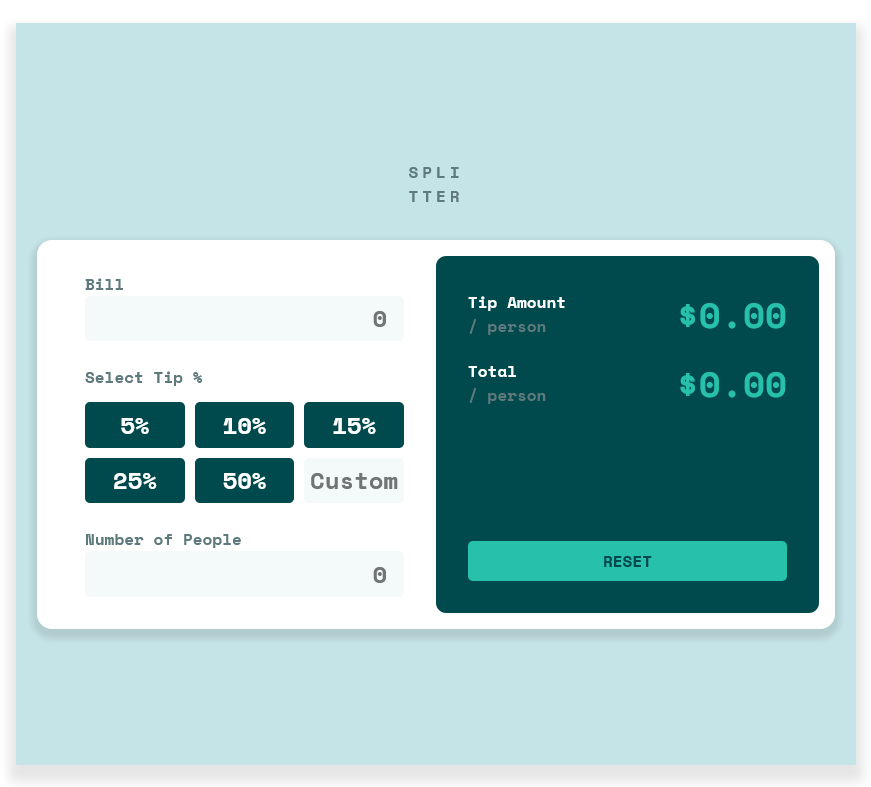 SPLI
TTER
Bill
0
Select Tip %
5%
10%
15%
25%
50%
Custom
Number of People
0
Tip Amount
/ person
$0.00
Total
/ person
$0.00
RESET